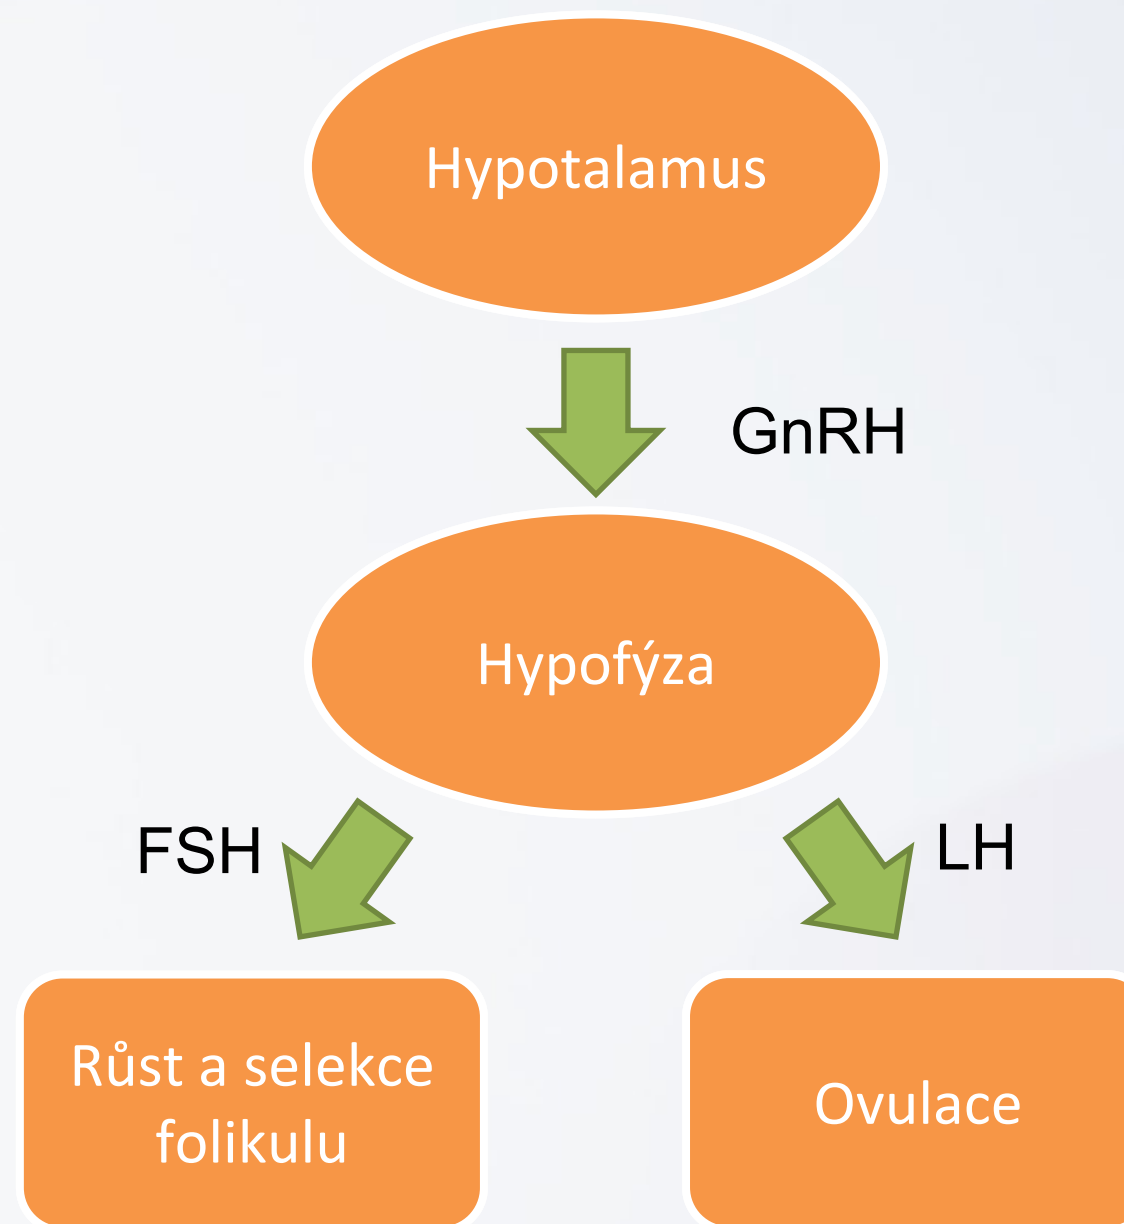 Hypotalamus
GnRH
Hypofýza
FSH
LH
Růst a selekce
folikulu
Ovulace